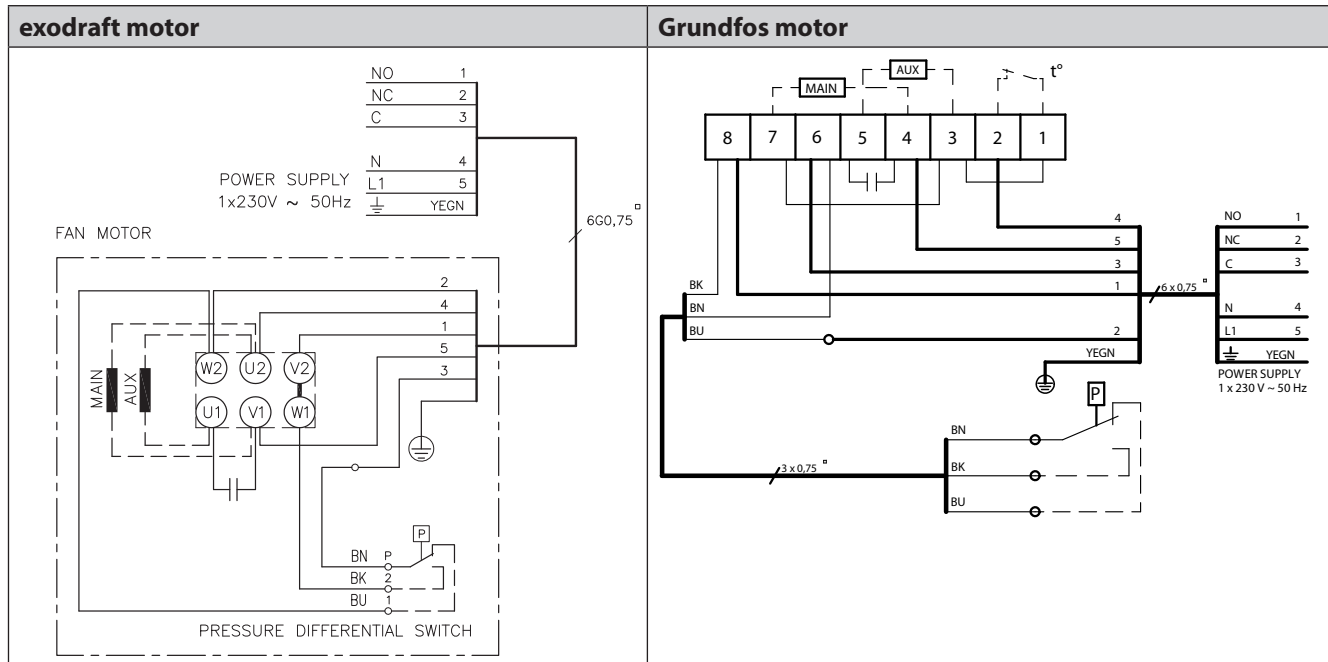 exodraft motor
NO 1
NC 2
C 3
N 4
POWER SUPPLY L1 5
1x230V ~ 50Hz YEGN
6G0,75 □
FAN MOTOR
2
4
1
5
3
W2 U2 V2
MAIN
AUX
U1 V1 W1
P
BN P
BK 2
BU 1
PRESSURE DIFFERENTIAL SWITCH
Grundfos motor
AUX
t°
MAIN
8 7 6 5 4 3 2 1
4
5
3
1
2
YEGN
BK
BN
BU
6 x 0,75 □
NO 1
NC 2
C 3
N 4
L1 5
YEGN
POWER SUPPLY
1 x 230 V ~ 50 Hz
P
BN
BK
BU
3 x 0,75 □